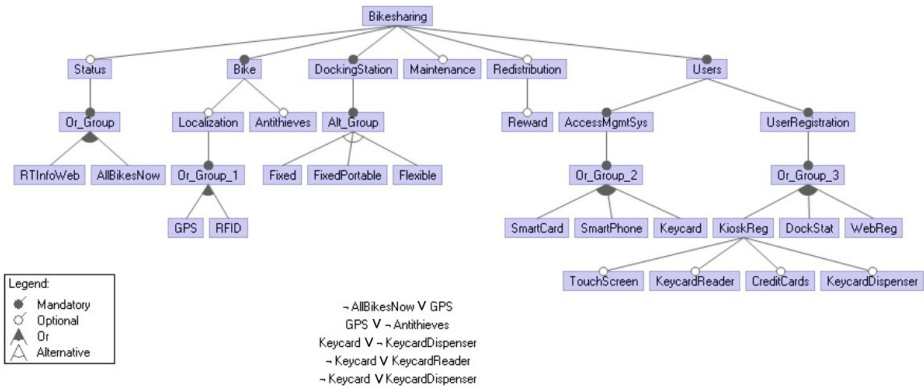 Bikesharing
Status Bike DockingStation Maintenance Redistribution Users
Or_Group Localization Antithieves Alt_Group Reward AccessMgmtSys UserRegistration
RTInfoWeb AllBikesNow Or_Group_1 Fixed FixedPortable Flexible Or_Group_2 Or_Group_3
GPS RFID SmartCard SmartPhone Keycard KioskReg DockStat WebReg
TouchScreen KeycardReader CreditCards KeycardDispenser
Legend:
Mandatory
Optional
Or
Alternative
¬ AllBikesNow V GPS
GPS V ¬ Antithieves
Keycard V ¬ KeycardDispenser
¬ Keycard V KeycardReader
¬ Keycard V KeycardDispenser